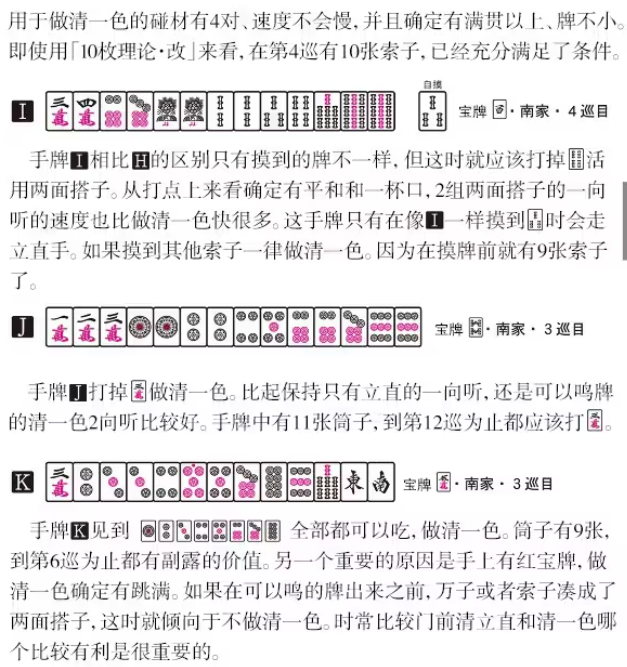 用于做清一色的碰材有4对、速度不会慢,并且确定有满贯以上、牌不小。
即使用「10枚理论·改」来看,在第4巡有10张索子,已经充分满足了条件。
自摸
I 三萬 四萬 宝牌 · 南家 · 4巡目
手牌I相比H的区别只有摸到的牌不一样,但这时就应该打掉活
用两面搭子。从打点上来看确定有平和和一杯口,2组两面搭子的一向
听的速度也比做清一色快很多。这手牌只有在像I一样摸到时会走
立直手。如果摸到其他索子一律做清一色。因为在摸牌前就有9张索子
了。
J 一萬 二萬 三萬 宝牌 · 南家 · 3巡目
手牌J打掉三萬做清一色。比起保持只有立直的一向听,还是可以鸣牌
的清一色2向听比较好。手牌中有11张筒子,到第12巡为止都应该打三萬。
K 三萬 東 南 宝牌 · 南家 · 3巡目
手牌K见到 全部都可以吃,做清一色。筒子有9张,
到第6巡为止都有副露的价值。另一个重要的原因是手上有红宝牌,做
清一色确定有跳满。如果在可以鸣的牌出来之前,万子或者索子凑成了
两面搭子,这时就倾向于不做清一色。时常比较门前清立直和清一色哪
个比较有利是很重要的。